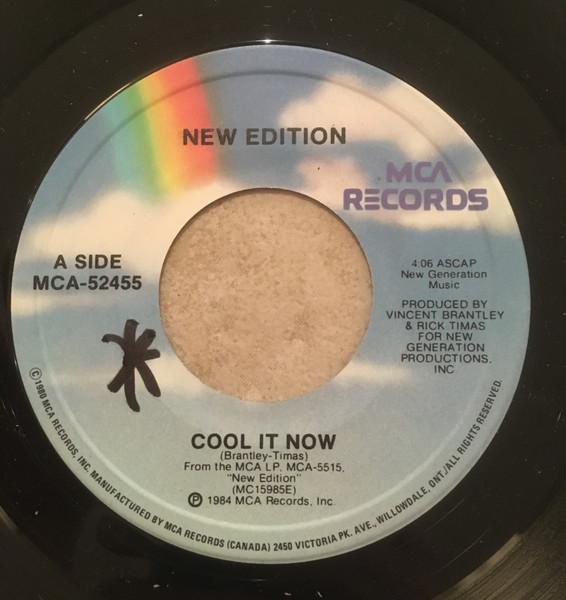 NEW EDITION
MCA
RECORDS
A SIDE
MCA-52455
4:06 ASCAP
New Generation
Music
PRODUCED BY
VINCENT BRANTLEY
& RICK TIMAS
FOR NEW
GENERATION
PRODUCTIONS.
INC
COOL IT NOW
(Brantley-Timas)
From the MCA LP, MCA-5515,
"New Edition"
(MC15985E)
Ⓟ 1984 MCA Records, Inc.
©1980 MCA RECORDS, INC. MANUFACTURED BY MCA RECORDS (CANADA) 2450 VICTORIA PK. AVE., WILLOWDALE, ONT./ALL RIGHTS RESERVED.